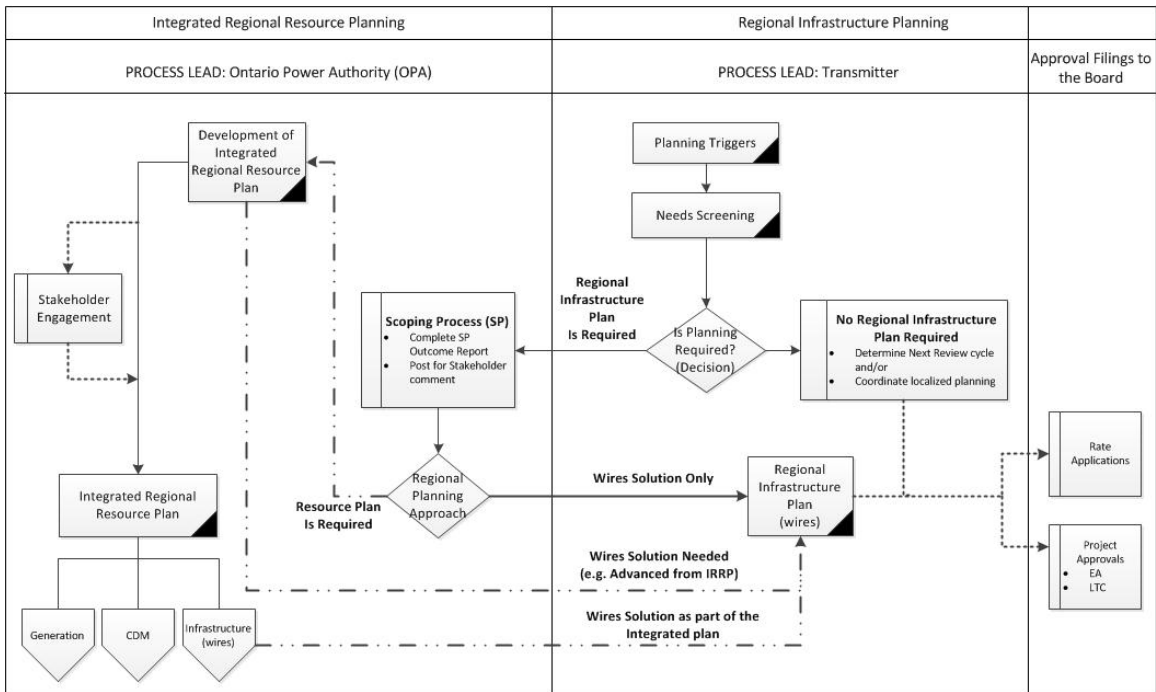 Integrated Regional Resource Planning
Regional Infrastructure Planning
PROCESS LEAD: Ontario Power Authority (OPA)
PROCESS LEAD: Transmitter
Approval Filings to
the Board
Development of
Integrated
Regional Resource
Plan
Stakeholder
Engagement
Scoping Process (SP)
• Complete SP
Outcome Report
• Post for Stakeholder
comment
Regional
Planning
Approach
Resource Plan
Is Required
Integrated Regional
Resource Plan
Generation
CDM
Infrastructure
(wires)
Planning Triggers
Needs Screening
Regional
Infrastructure
Plan
Is Required
Is Planning
Required?
(Decision)
No Regional Infrastructure
Plan Required
• Determine Next Review cycle
and/or
• Coordinate localized planning
Wires Solution Only
Regional
Infrastructure
Plan
(wires)
Wires Solution Needed
(e.g. Advanced from IRRP)
Wires Solution as part of the
Integrated plan
Rate
Applications
Project
Approvals
• EA
• LTC